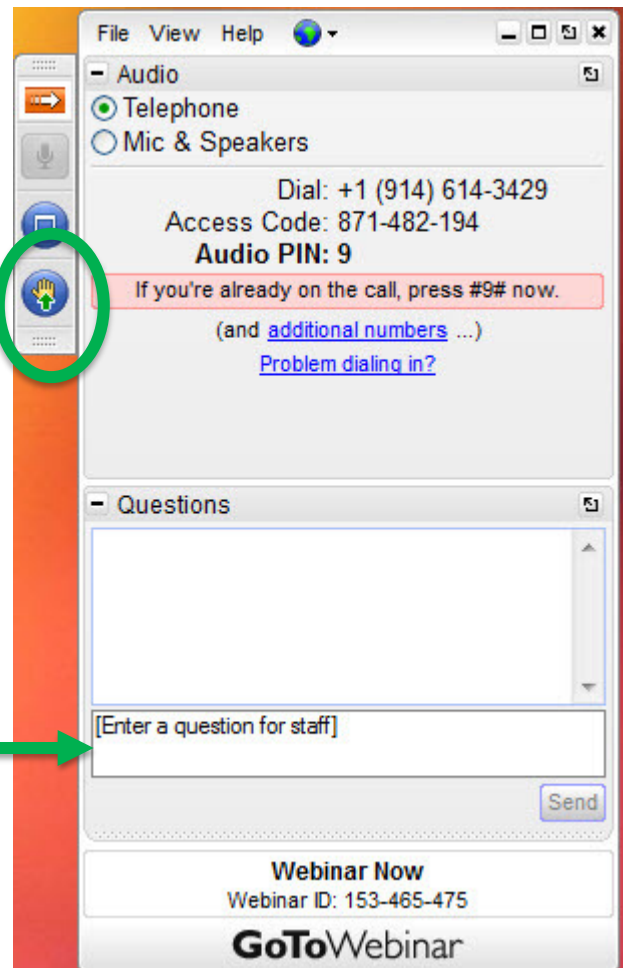 File View Help
Audio
Telephone
Mic & Speakers
Dial: +1 (914) 614-3429
Access Code: 871-482-194
Audio PIN: 9
If you're already on the call, press #9# now.
(and additional numbers ...)
Problem dialing in?
Questions
[Enter a question for staff]
Send
Webinar Now
Webinar ID: 153-465-475
GoToWebinar